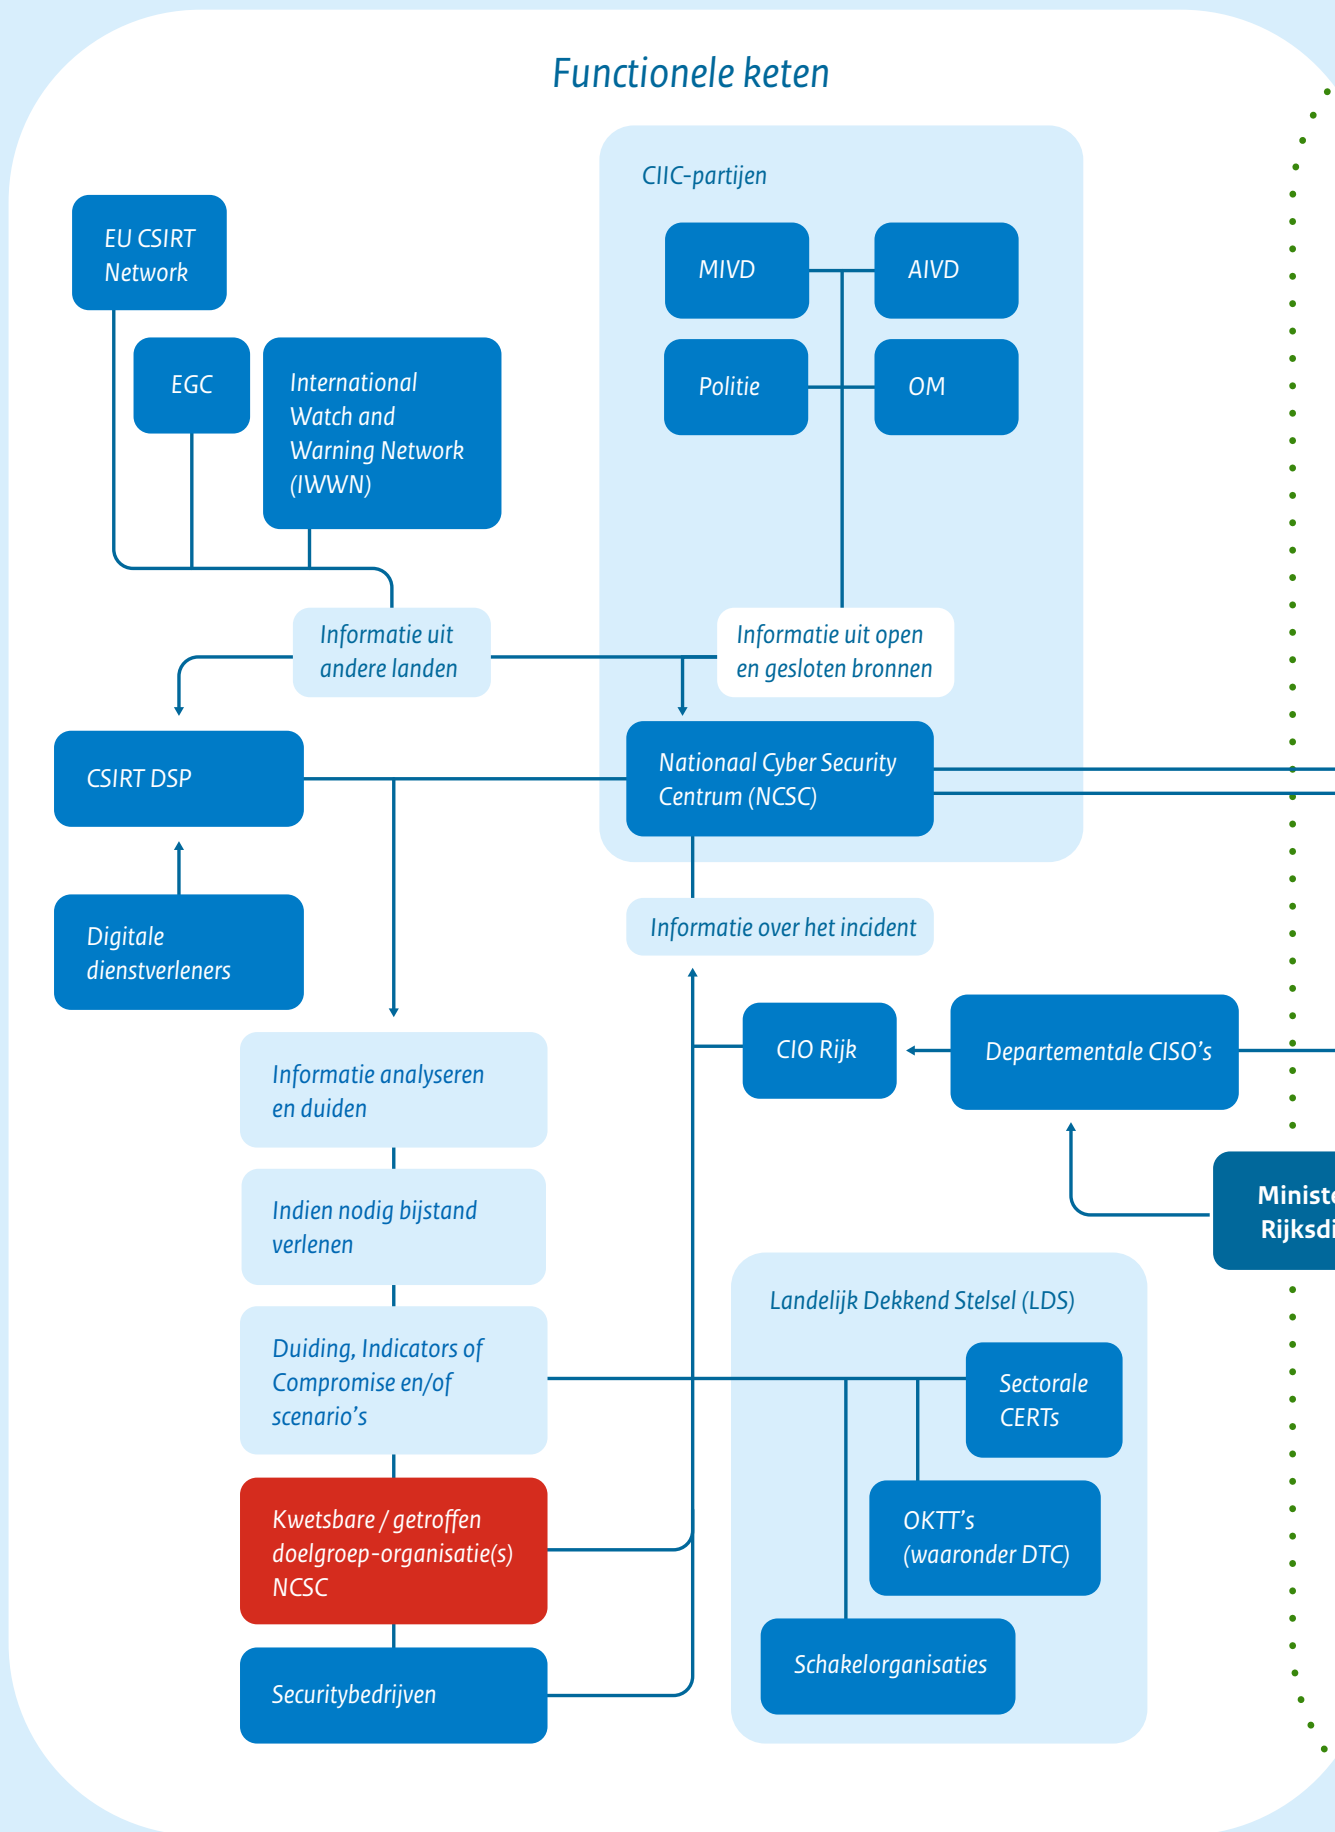 Functionele keten
CIIC-partijen
EU CSIRT
Network
MIVD
AIVD
EGC
International
Watch and
Warning Network
(IWWN)
Politie
OM
Informatie uit
andere landen
Informatie uit open
en gesloten bronnen
CSIRT DSP
Nationaal Cyber Security
Centrum (NCSC)
Digitale
dienstverleners
Informatie over het incident
CIO Rijk
Departementale CISO's
Informatie analyseren
en duiden
Indien nodig bijstand
verlenen
Landelijk Dekkend Stelsel (LDS)
Duiding, Indicators of
Compromise en/of
scenario's
Sectorale
CERTs
Kwetsbare / getroffen
doelgroep-organisatie(s)
NCSC
OKTT's
(waaronder DTC)
Schakelorganisaties
Securitybedrijven